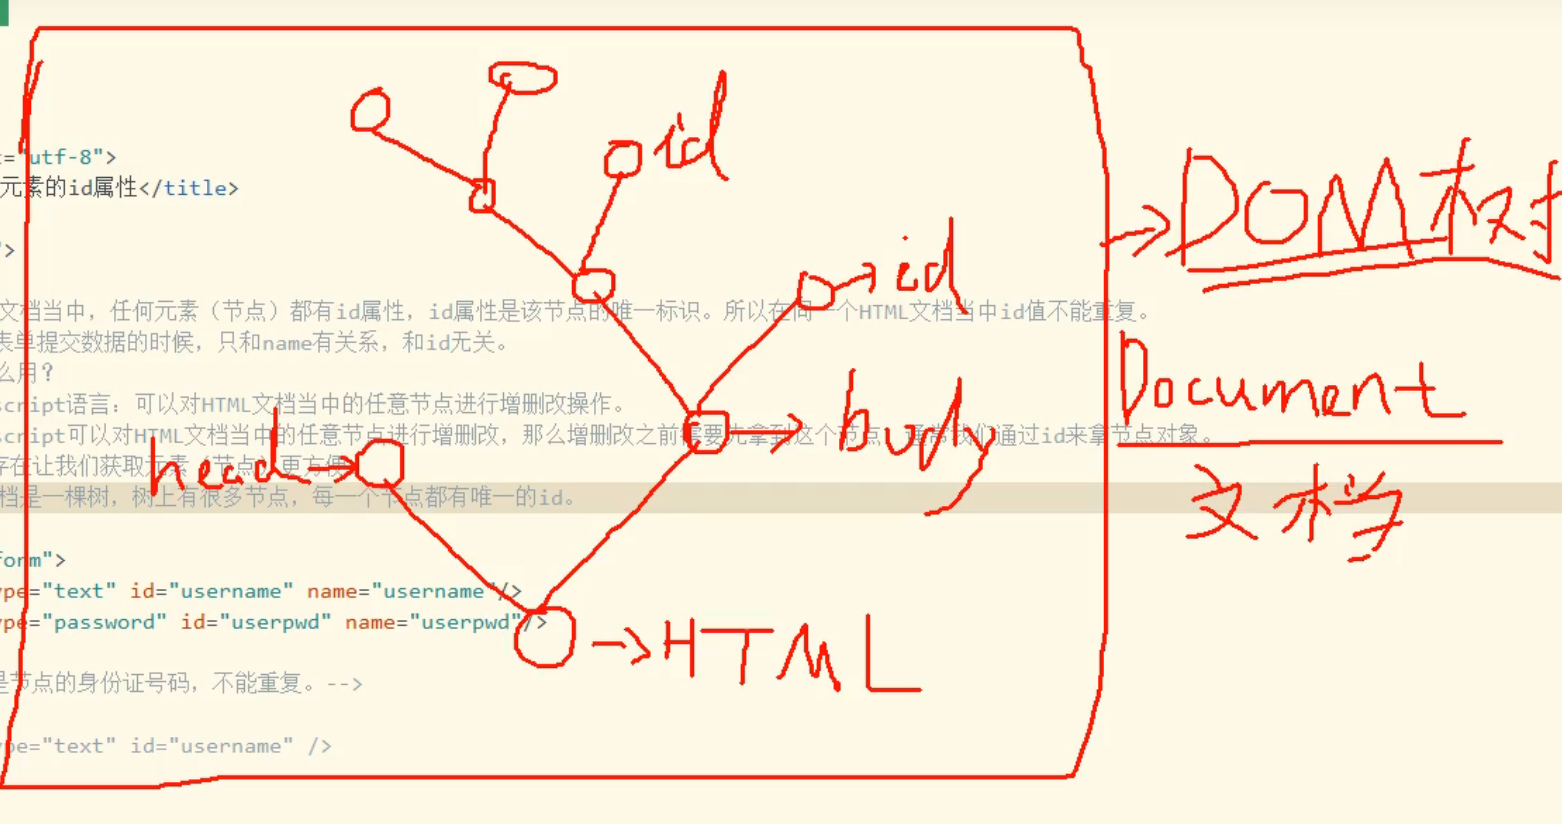 ="utf-8">
元素的id属性</title>
">
文档当中，任何元素（节点）都有id属性，id属性是该节点的唯一标识。所以在同一个HTML文档当中id值不能重复。
表单提交数据的时候，只和name有关系，和id无关。
么用？
script语言：可以对HTML文档当中的任意节点进行增删改操作。
script可以对HTML文档当中的任意节点进行增删改，那么增删改之前需要先拿到这个节点，通常我们通过id来拿节点对象。
存在让我们获取元素（节点）更方便
档是一棵树，树上有很多节点，每一个节点都有唯一的id。
form">
ype="text" id="username" name="username"/>
ype="password" id="userpwd" name="userpwd"/>
是节点的身份证号码，不能重复。-->
ype="text" id="username" />
id
id
body
head
HTML
DOM树
Document
文档